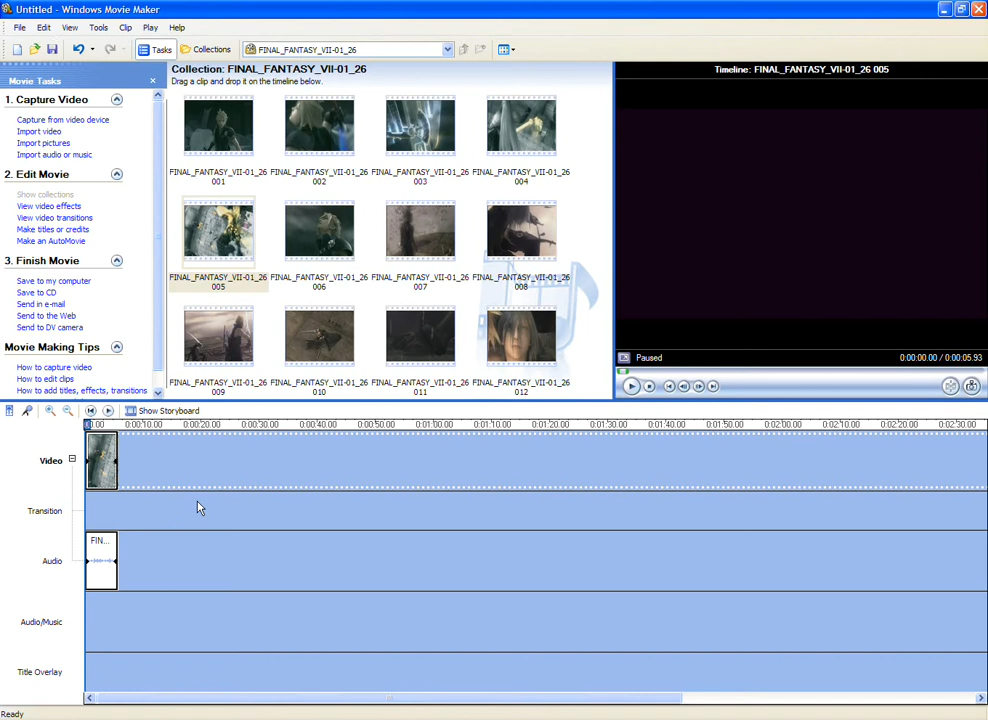 Untitled - Windows Movie Maker
File Edit View Tools Clip Play Help
Tasks Collections FINAL_FANTASY_VII-01_26
Movie Tasks
1. Capture Video
Capture from video device
Import video
Import pictures
Import audio or music
2. Edit Movie
Show collections
View video effects
View video transitions
Make titles or credits
Make an AutoMovie
3. Finish Movie
Save to my computer
Save to CD
Send in e-mail
Send to the Web
Send to DV camera
Movie Making Tips
How to capture video
How to edit clips
How to add titles, effects, transitions
Collection: FINAL_FANTASY_VII-01_26
Drag a clip and drop it on the timeline below.
FINAL_FANTASY_VII-01_26 FINAL_FANTASY_VII-01_26 FINAL_FANTASY_VII-01_26 FINAL_FANTASY_VII-01_26
001 002 003 004
FINAL_FANTASY_VII-01_26 FINAL_FANTASY_VII-01_26 FINAL_FANTASY_VII-01_26 FINAL_FANTASY_VII-01_26
005 006 007 008
FINAL_FANTASY_VII-01_26 FINAL_FANTASY_VII-01_26 FINAL_FANTASY_VII-01_26 FINAL_FANTASY_VII-01_26
009 010 011 012
Timeline: FINAL_FANTASY_VII-01_26 005
Paused 0:00:00.00 / 0:00:05.93
Show Storyboard
0:00:10.00 0:00:20.00 0:00:30.00 0:00:40.00 0:00:50.00 0:01:00.00 0:01:10.00 0:01:20.00 0:01:30.00 0:01:40.00 0:01:50.00 0:02:00.00 0:02:10.00 0:02:20.00 0:02:30.00
Video
Transition
FIN...
Audio
Audio/Music
Title Overlay
Ready